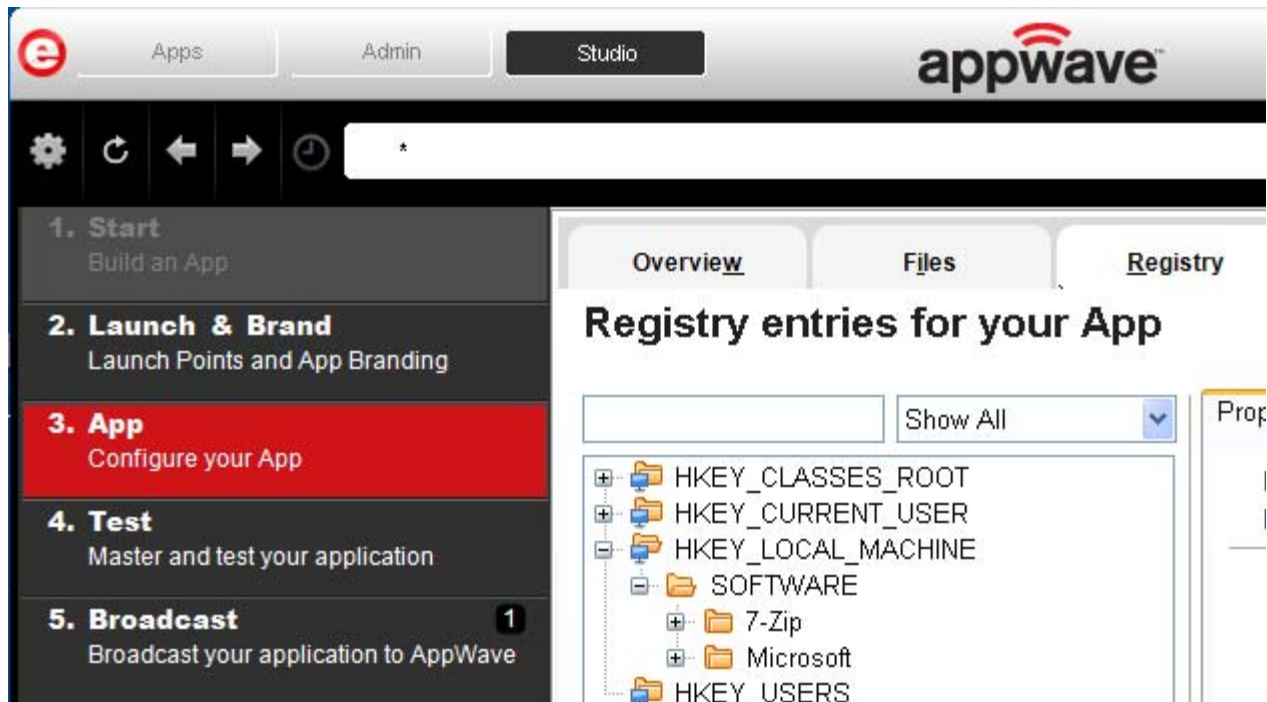 e Apps Admin Studio appwave™
*
1. Start
Build an App
2. Launch & Brand
Launch Points and App Branding
3. App
Configure your App
4. Test
Master and test your application
5. Broadcast 1
Broadcast your application to AppWave
Overview Files Registry
Registry entries for your App
Show All
HKEY_CLASSES_ROOT
HKEY_CURRENT_USER
HKEY_LOCAL_MACHINE
SOFTWARE
7-Zip
Microsoft
HKEY_USERS